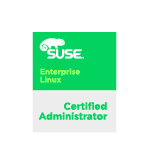 SUSE
Enterprise
Linux
Certified
Administrator